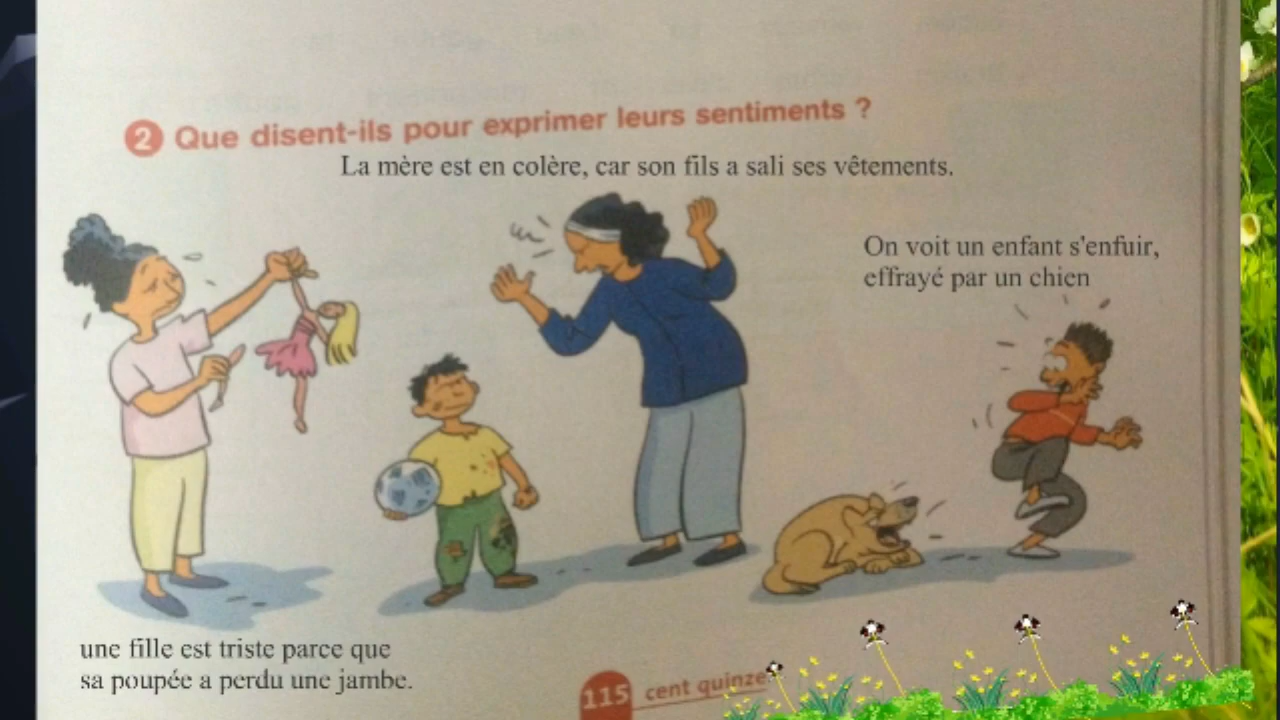 2 Que disent-ils pour exprimer leurs sentiments ?
La mère est en colère, car son fils a sali ses vêtements.
On voit un enfant s'enfuir,
effrayé par un chien
une fille est triste parce que
sa poupée a perdu une jambe.
115 cent quinze